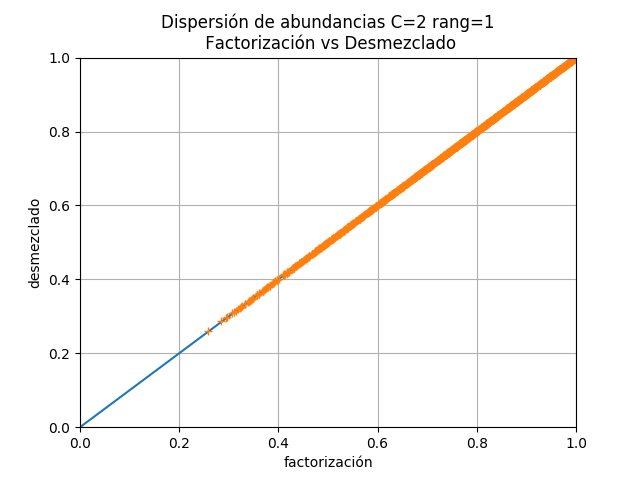 Dispersión de abundancias C=2 rang=1
Factorización vs Desmezclado
1.0
0.8
0.6
0.4
0.2
0.0
desmezclado
0.0 0.2 0.4 0.6 0.8 1.0
factorización